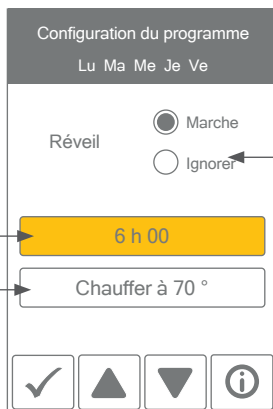 Configuration du programme
Lu Ma Me Je Ve
Réveil
Marche
Ignorer
6 h 00
Chauffer à 70 °